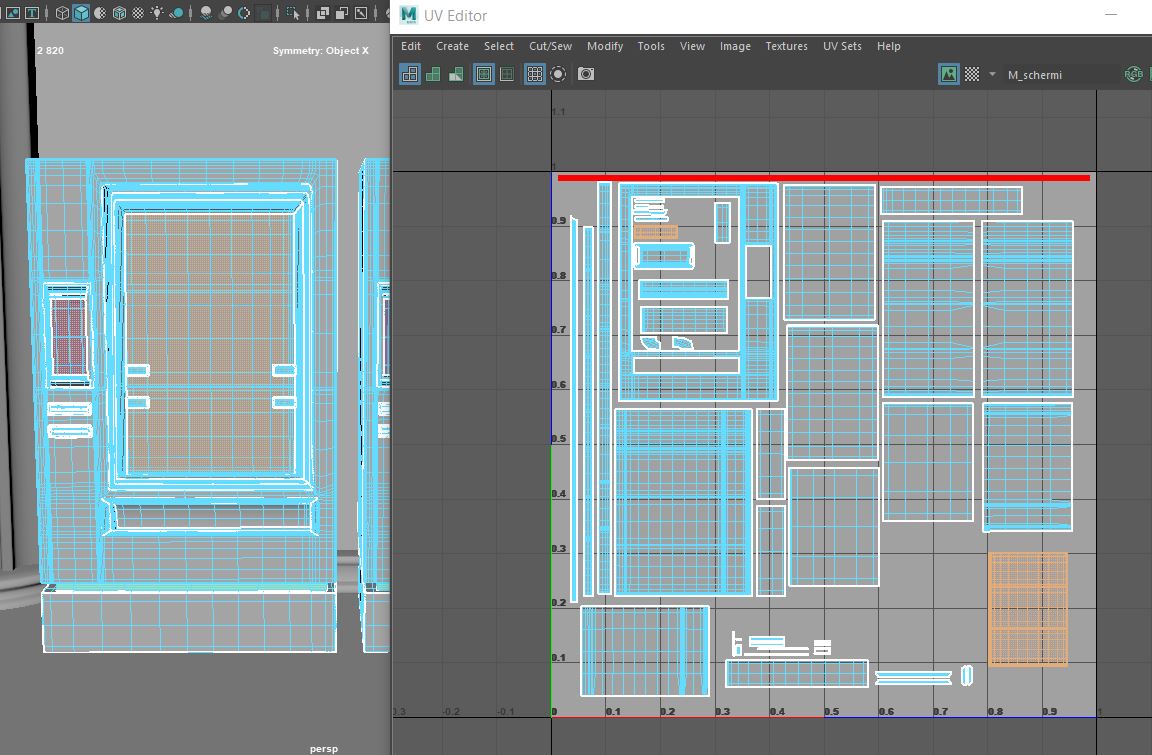 UV Editor
Edit Create Select Cut/Sew Modify Tools View Image Textures UV Sets Help
M_schermi
RGB
2 820
Symmetry: Object X
1.1
1
0.9
0.8
0.7
0.6
0.5
0.4
0.3
0.2
0.1
0.3 -0.2 -0.1 0 0.1 0.2 0.3 0.4 0.5 0.6 0.7 0.8 0.9 1
persp